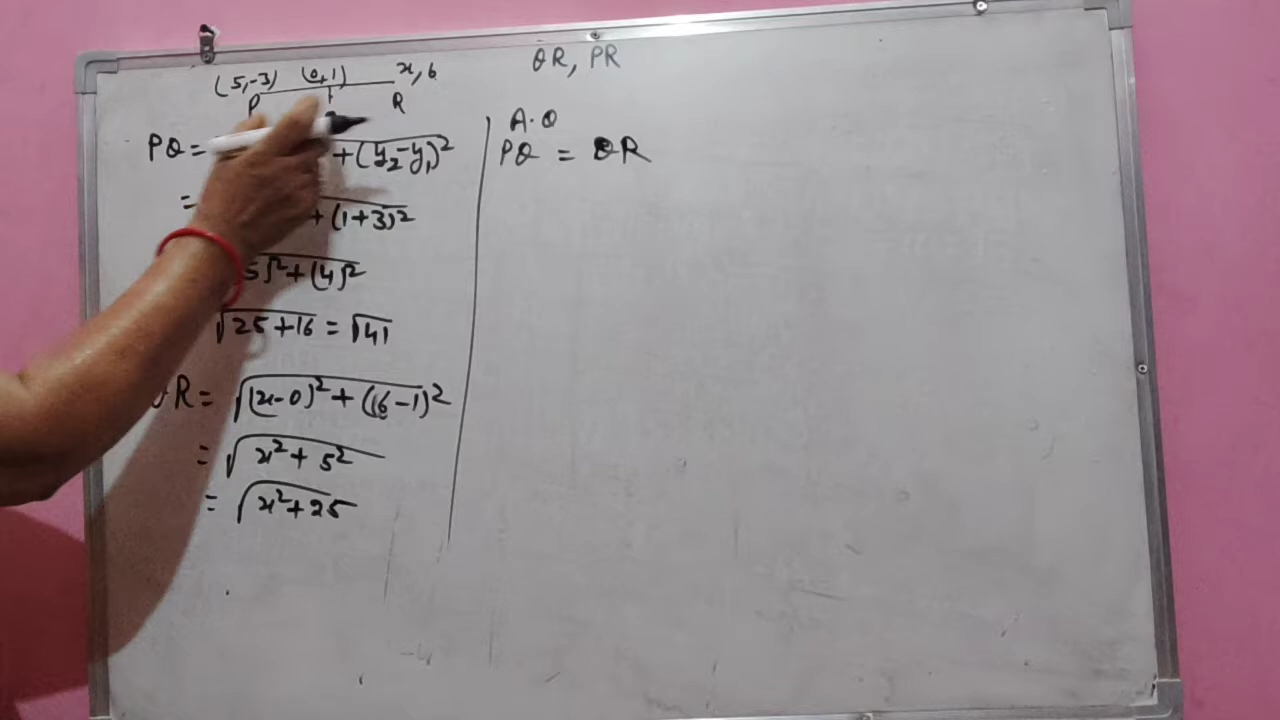 (5,-3) (0,1) x, 6
P R
PQ = + (y₂-y₁)²
= + (1+3)²
5)² + (4)²
√25+16 = √41
R = √(x-0)² + (6-1)²
= √x² + 5²
= √x²+25
QR, PR
A.Q
PQ = QR